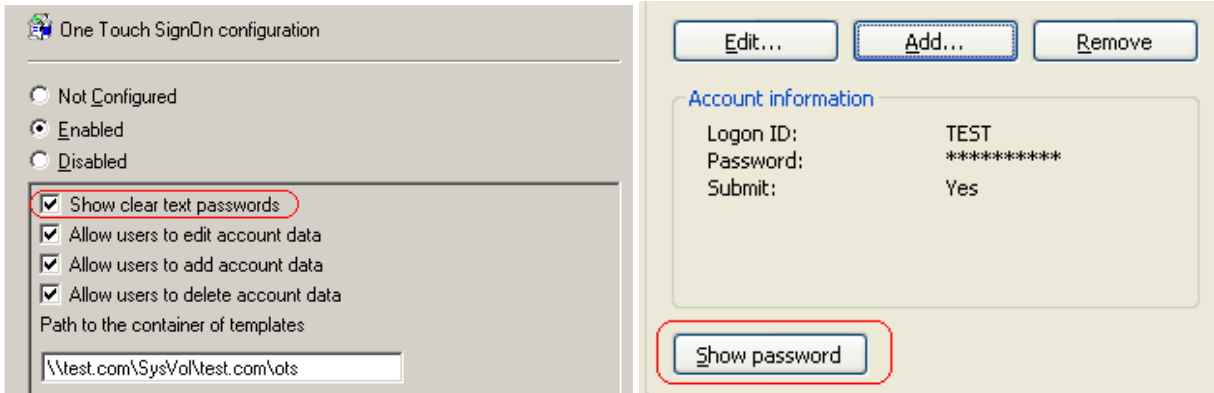 One Touch SignOn configuration
Not Configured
Enabled
Disabled
Show clear text passwords
Allow users to edit account data
Allow users to add account data
Allow users to delete account data
Path to the container of templates
\\test.com\SysVol\test.com\ots
Edit... Add... Remove
Account information
Logon ID: TEST
Password: **********
Submit: Yes
Show password